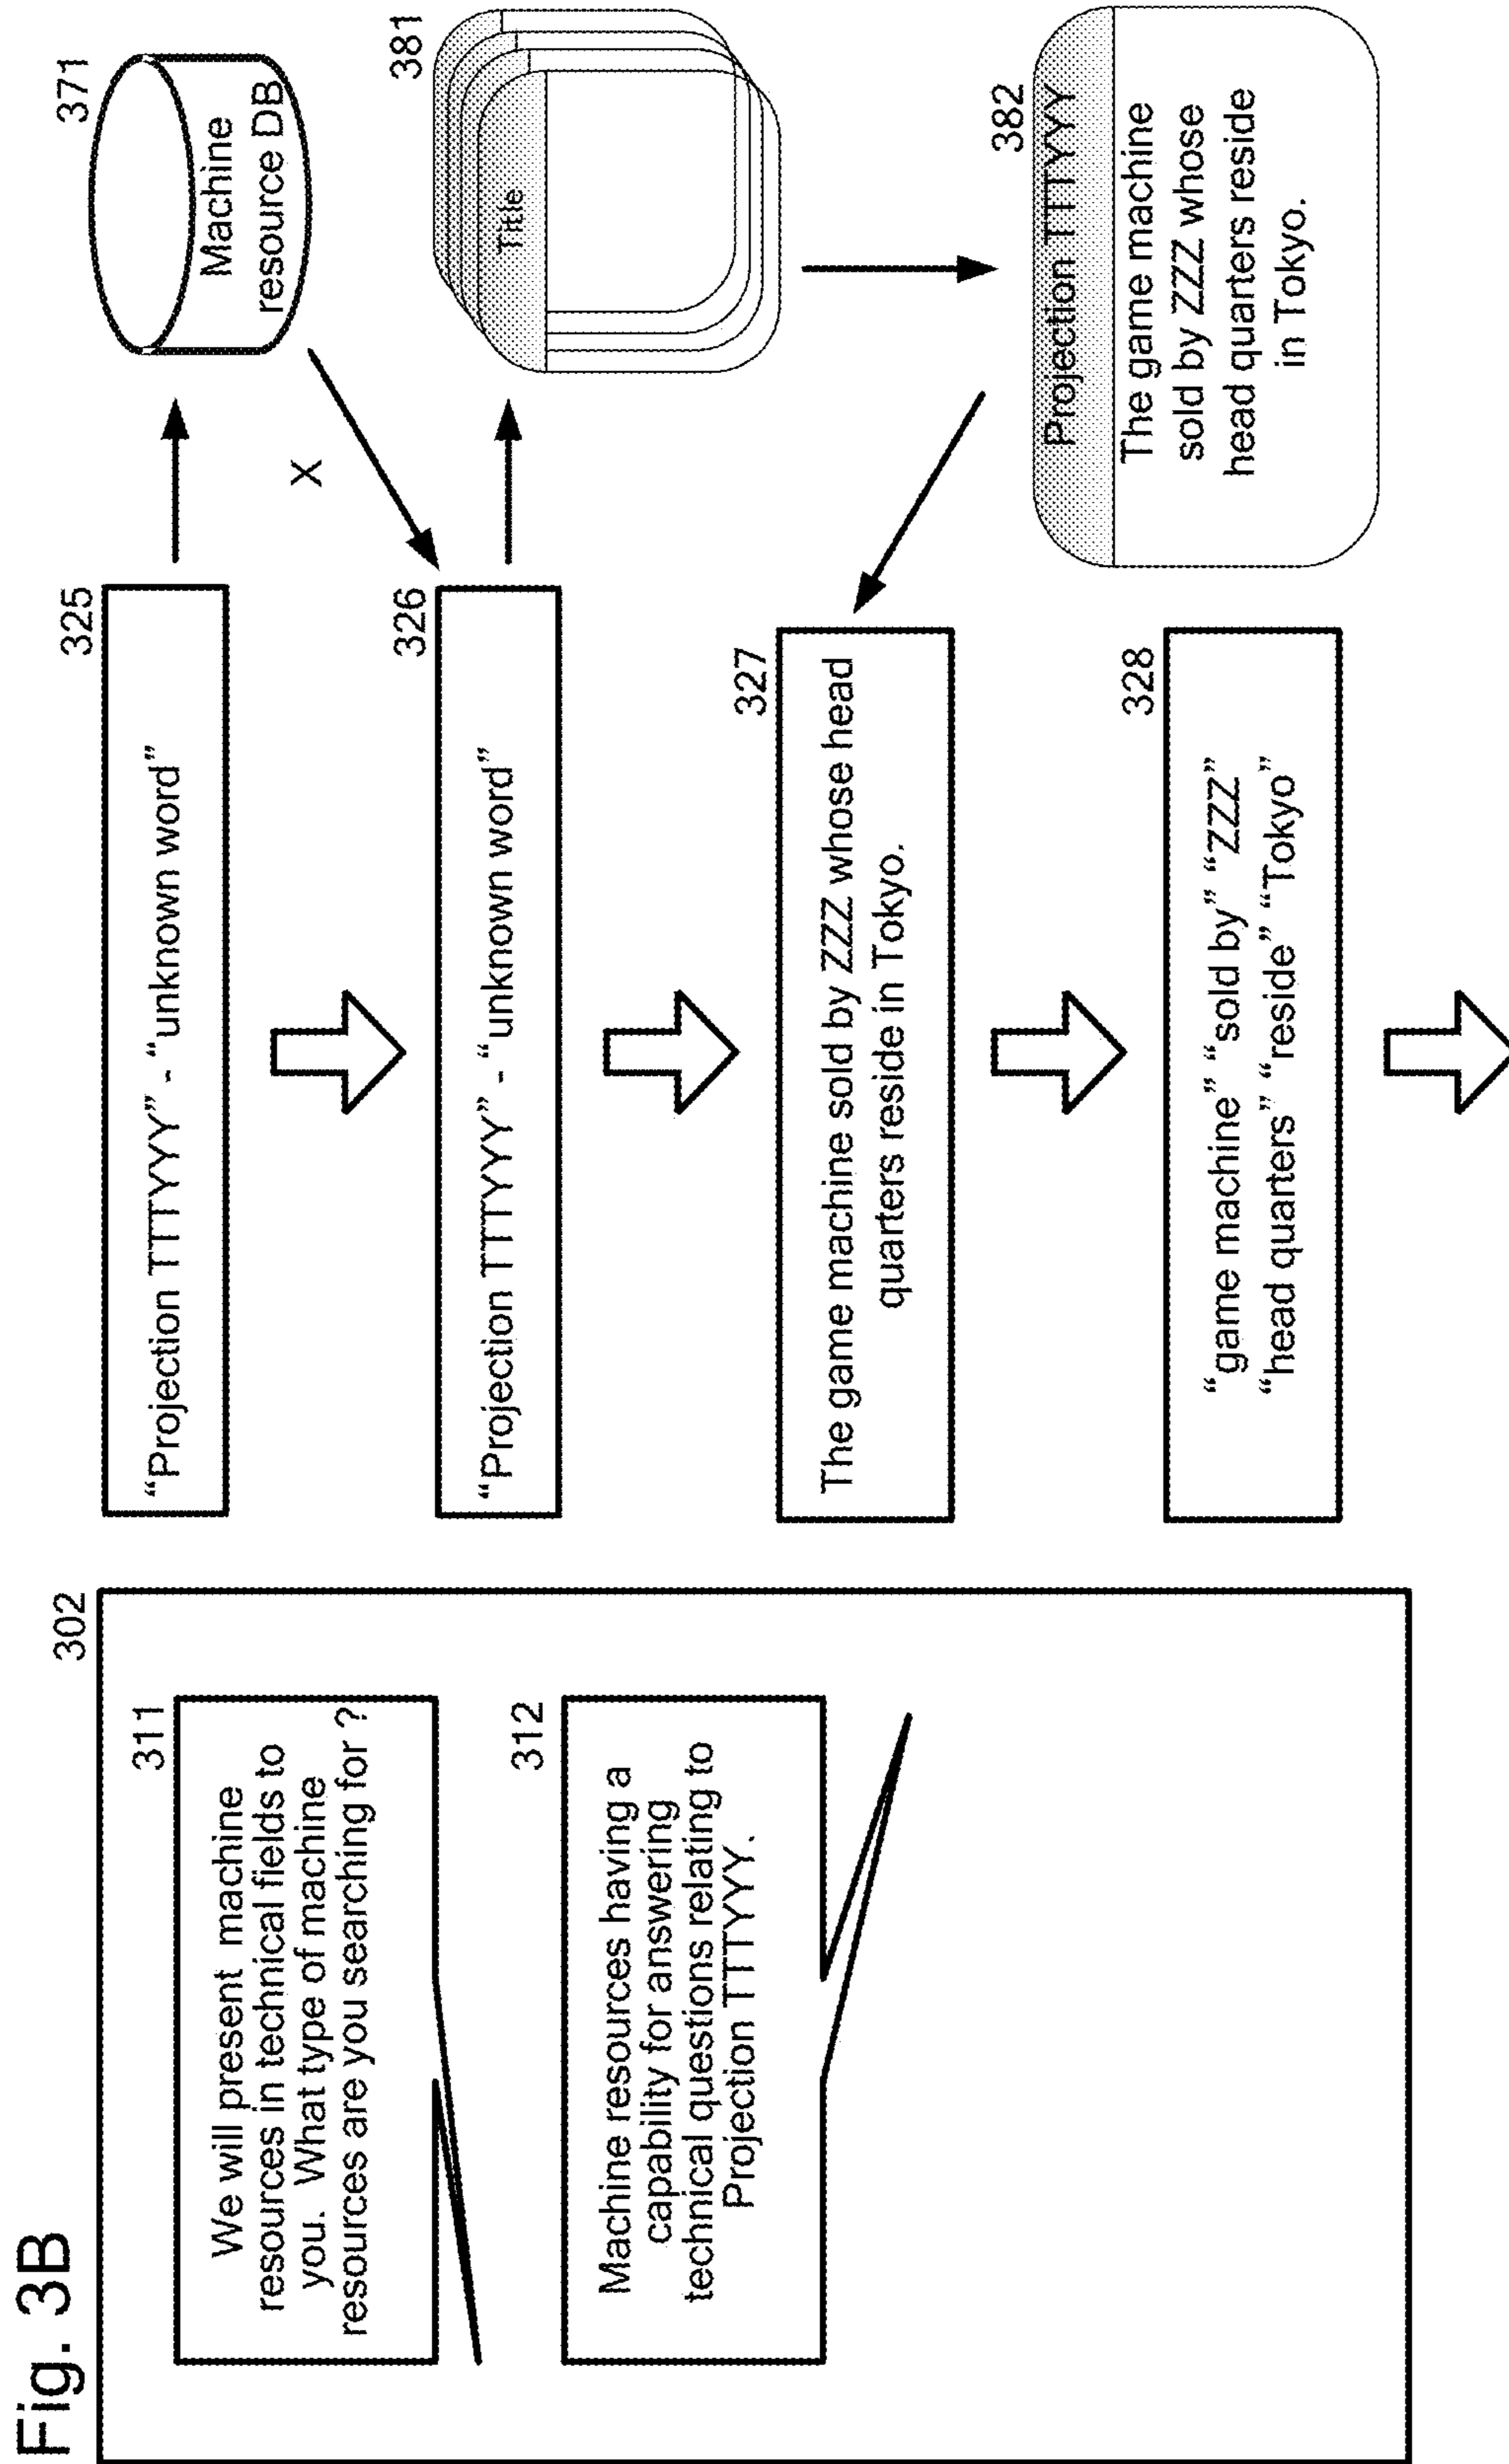 Fig. 3B
302
311
We will present machine
resources in technical fields to
you. What type of machine
resources are you searching for ?
312
Machine resources having a
capability for answering
technical questions relating to
Projection TTTYYY.
325
“Projection TTTYYY” - “unknown word”
371
Machine
resource DB
X
326
“Projection TTTYYY” - “unknown word”
381
Title
327
The game machine sold by ZZZ whose head
quarters reside in Tokyo.
382
Projection TTTYYY
The game machine
sold by ZZZ whose
head quarters reside
in Tokyo.
328
“game machine” “sold by” “ZZZ”
“head quarters” “reside” “Tokyo”